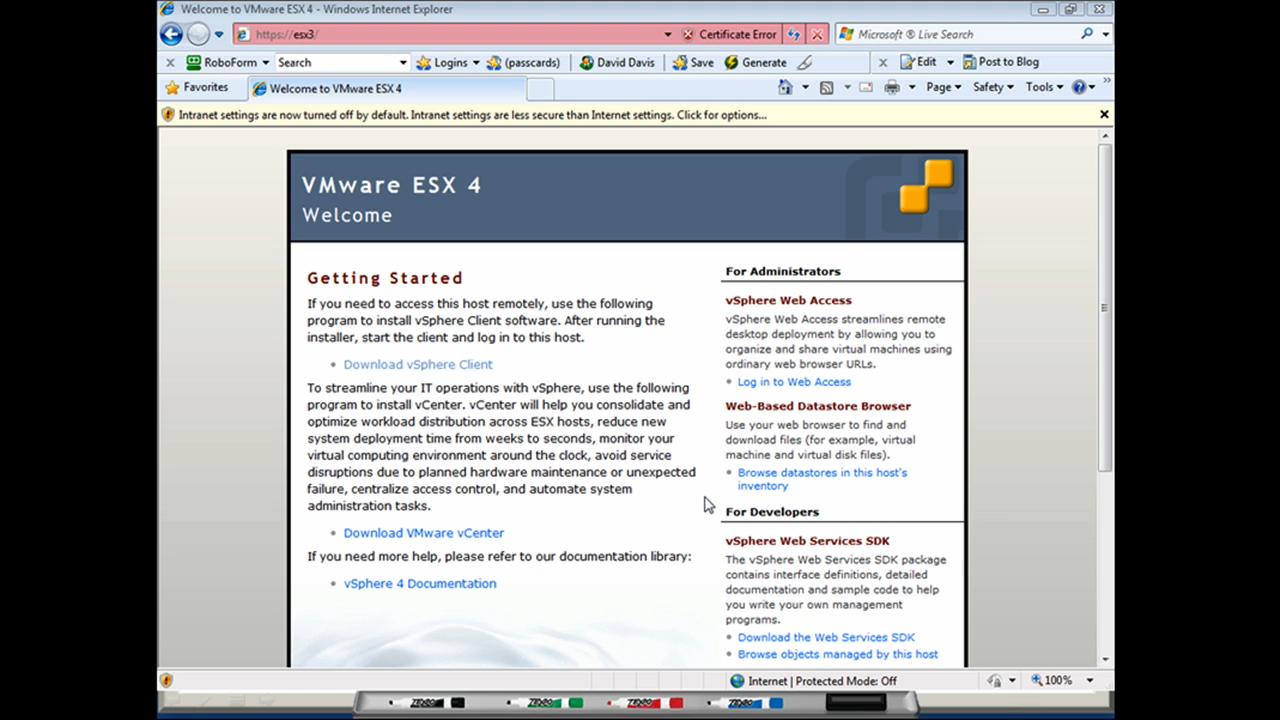 Welcome to VMware ESX 4 - Windows Internet Explorer
https://esx3/
Certificate Error
Microsoft ® Live Search
RoboForm
Search
Logins
(passcards)
David Davis
Save
Generate
Edit
Post to Blog
Favorites
Welcome to VMware ESX 4
Page
Safety
Tools
Intranet settings are now turned off by default. Intranet settings are less secure than Internet settings. Click for options...
VMware ESX 4
Welcome
Getting Started
If you need to access this host remotely, use the following
program to install vSphere Client software. After running the
installer, start the client and log in to this host.
• Download vSphere Client
To streamline your IT operations with vSphere, use the following
program to install vCenter. vCenter will help you consolidate and
optimize workload distribution across ESX hosts, reduce new
system deployment time from weeks to seconds, monitor your
virtual computing environment around the clock, avoid service
disruptions due to planned hardware maintenance or unexpected
failure, centralize access control, and automate system
administration tasks.
• Download VMware vCenter
If you need more help, please refer to our documentation library:
• vSphere 4 Documentation
For Administrators
vSphere Web Access
vSphere Web Access streamlines remote
desktop deployment by allowing you to
organize and share virtual machines using
ordinary web browser URLs.
• Log in to Web Access
Web-Based Datastore Browser
Use your web browser to find and
download files (for example, virtual
machine and virtual disk files).
• Browse datastores in this host's
inventory
For Developers
vSphere Web Services SDK
The vSphere Web Services SDK package
contains interface definitions, detailed
documentation and sample code to help
you write your own management
programs.
• Download the Web Services SDK
• Browse objects managed by this host
Internet | Protected Mode: Off
100%